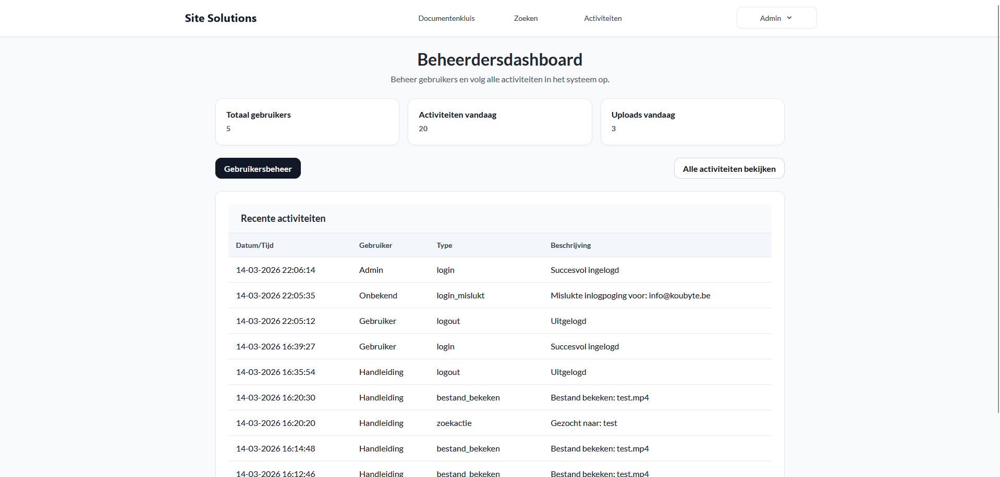 Site Solutions Documentenkluis Zoeken Activiteiten Admin
Beheerdersdashboard
Beheer gebruikers en volg alle activiteiten in het systeem op.
Totaal gebruikers Activiteiten vandaag Uploads vandaag
5 20 3
Gebruikersbeheer Alle activiteiten bekijken
Recente activiteiten
Datum/Tijd Gebruiker Type Beschrijving
14-03-2026 22:06:14 Admin login Succesvol ingelogd
14-03-2026 22:05:35 Onbekend login_mislukt Mislukte inlogpoging voor: info@koubyte.be
14-03-2026 22:05:12 Gebruiker logout Uitgelogd
14-03-2026 16:39:27 Gebruiker login Succesvol ingelogd
14-03-2026 16:35:54 Handleiding logout Uitgelogd
14-03-2026 16:20:30 Handleiding bestand_bekeken Bestand bekeken: test.mp4
14-03-2026 16:20:20 Handleiding zoekactie Gezocht naar: test
14-03-2026 16:14:48 Handleiding bestand_bekeken Bestand bekeken: test.mp4
14-03-2026 16:12:46 Handleiding bestand_bekeken Bestand bekeken: test.mp4